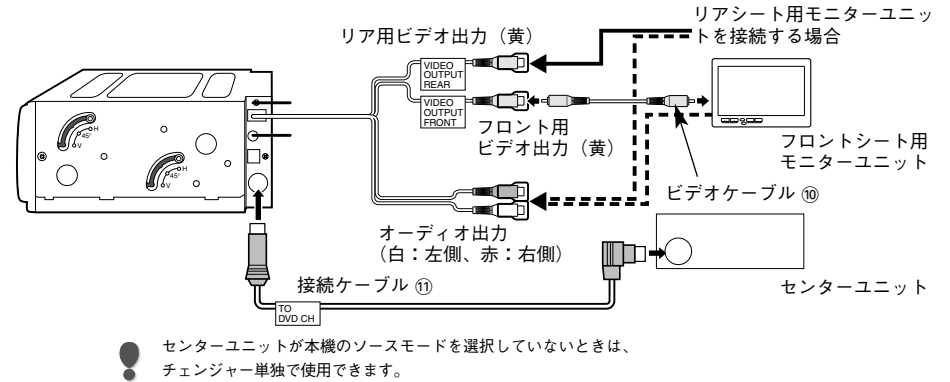 リアシート用モニターユニッ
トを接続する場合
リア用ビデオ出力（黄）
VIDEO
OUTPUT
REAR
VIDEO
OUTPUT
FRONT
フロント用
ビデオ出力（黄）
フロントシート用
モニターユニット
ビデオケーブル ⑩
H
45°
V
H
45°
V
オーディオ出力
（白：左側、赤：右側）
センターユニット
接続ケーブル ⑪
TO
DVD CH
センターユニットが本機のソースモードを選択していないときは、
チェンジャー単独で使用できます。